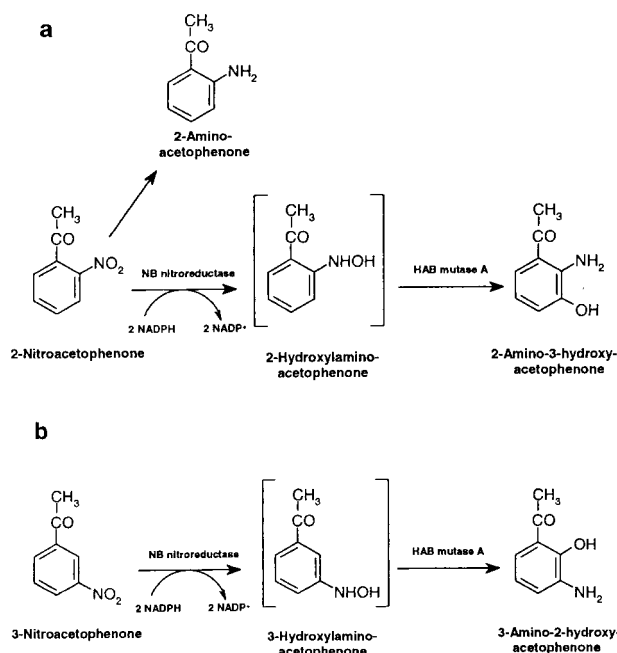 a
CH3
CO
NH2
2-Amino-
acetophenone
CH3
CO
NO2
2-Nitroacetophenone
NB nitroreductase
2 NADPH
2 NADP+
CH3
CO
NHOH
2-Hydroxylamino-
acetophenone
HAB mutase A
CH3
CO
NH2
OH
2-Amino-3-hydroxy-
acetophenone
b
CH3
CO
NO2
3-Nitroacetophenone
NB nitroreductase
2 NADPH
2 NADP+
CH3
CO
NHOH
3-Hydroxylamino-
acetophenone
HAB mutase A
CH3
CO
OH
NH2
3-Amino-2-hydroxy-
acetophenone